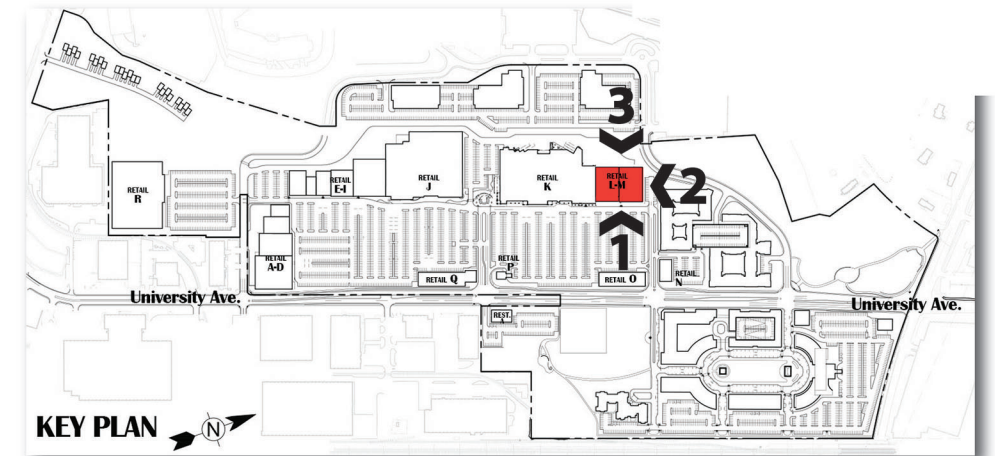 3
RETAIL
E-I
RETAIL
J
RETAIL
K
RETAIL
L-M
2
RETAIL
R
1
RETAIL
A-D
RETAIL Q
RETAIL
P
RETAIL O
RETAIL
N
University Ave.
University Ave.
REST.
KEY PLAN
N